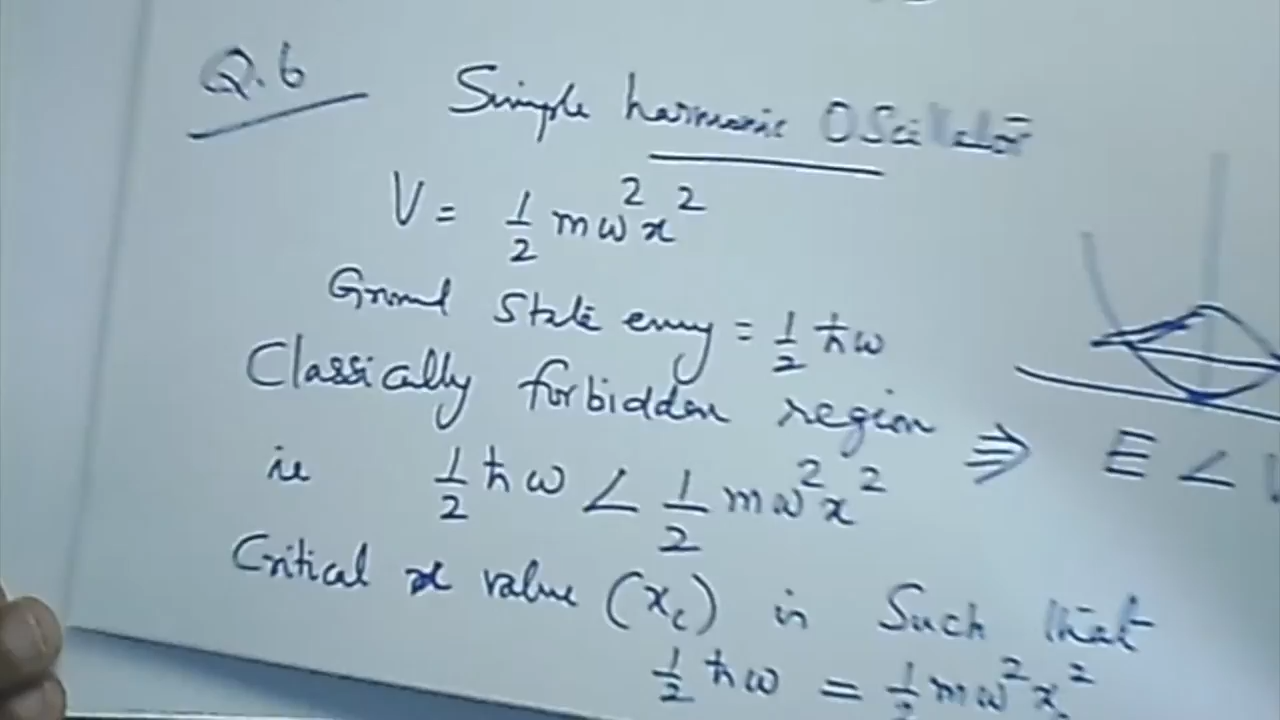 Q.6 Simple harmonic Oscillator
V = 1/2 mω²x²
Ground State energy = 1/2 ħω
Classically forbidden region ⇒ E <
ie 1/2 ħω < 1/2 mω²x²
Critical x value (x_c) is such that
1/2 ħω = 1/2 mω²x_c²